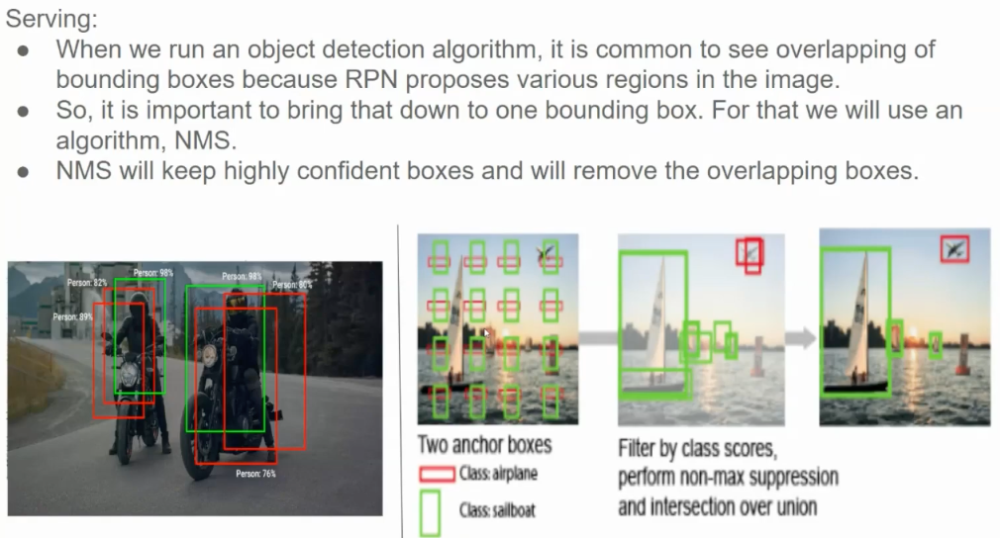 Serving:
● When we run an object detection algorithm, it is common to see overlapping of
bounding boxes because RPN proposes various regions in the image.
● So, it is important to bring that down to one bounding box. For that we will use an
algorithm, NMS.
● NMS will keep highly confident boxes and will remove the overlapping boxes.
Person: 98%
Person: 82%
Person: 89%
Person: 98%
Person: 80%
Person: 76%
Two anchor boxes
Class: airplane
Class: sailboat
Filter by class scores,
perform non-max suppression
and intersection over union